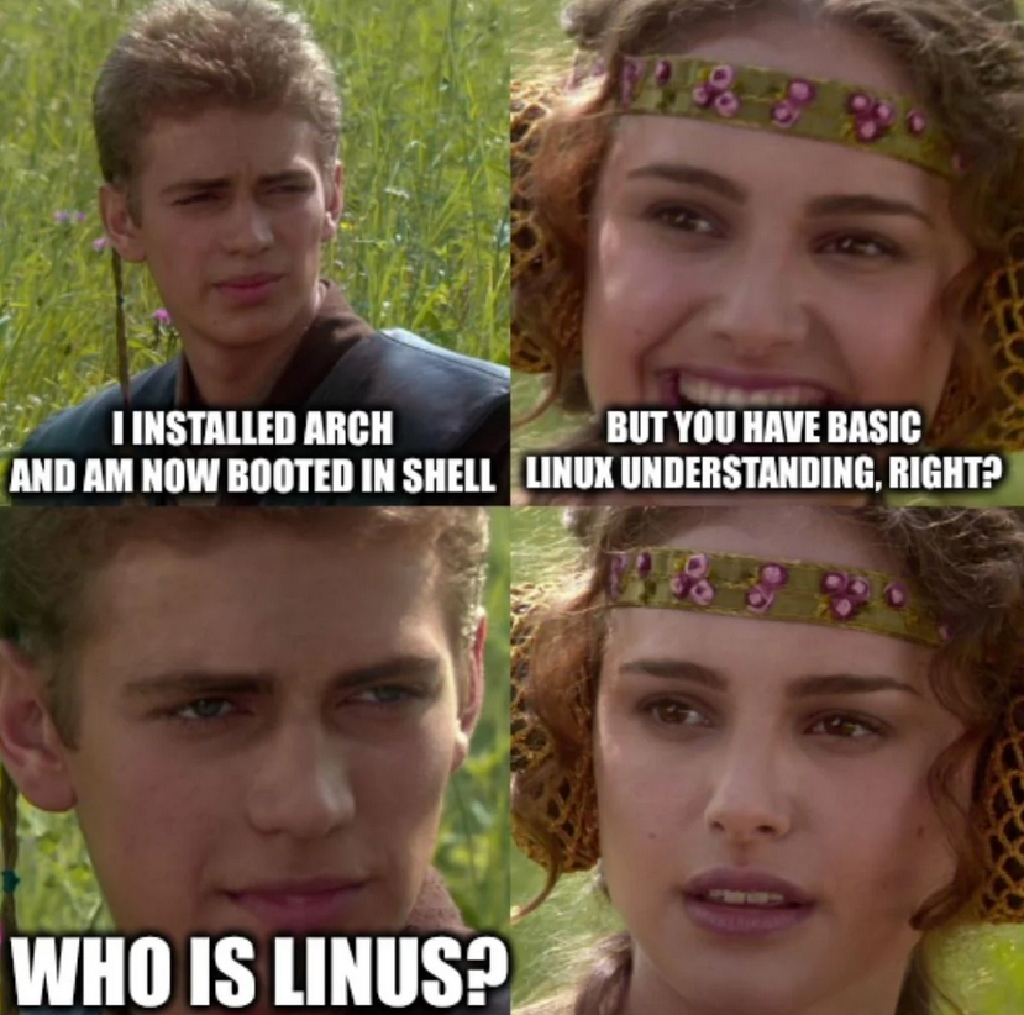 I INSTALLED ARCH
AND AM NOW BOOTED IN SHELL
BUT YOU HAVE BASIC
LINUX UNDERSTANDING, RIGHT?
WHO IS LINUS?